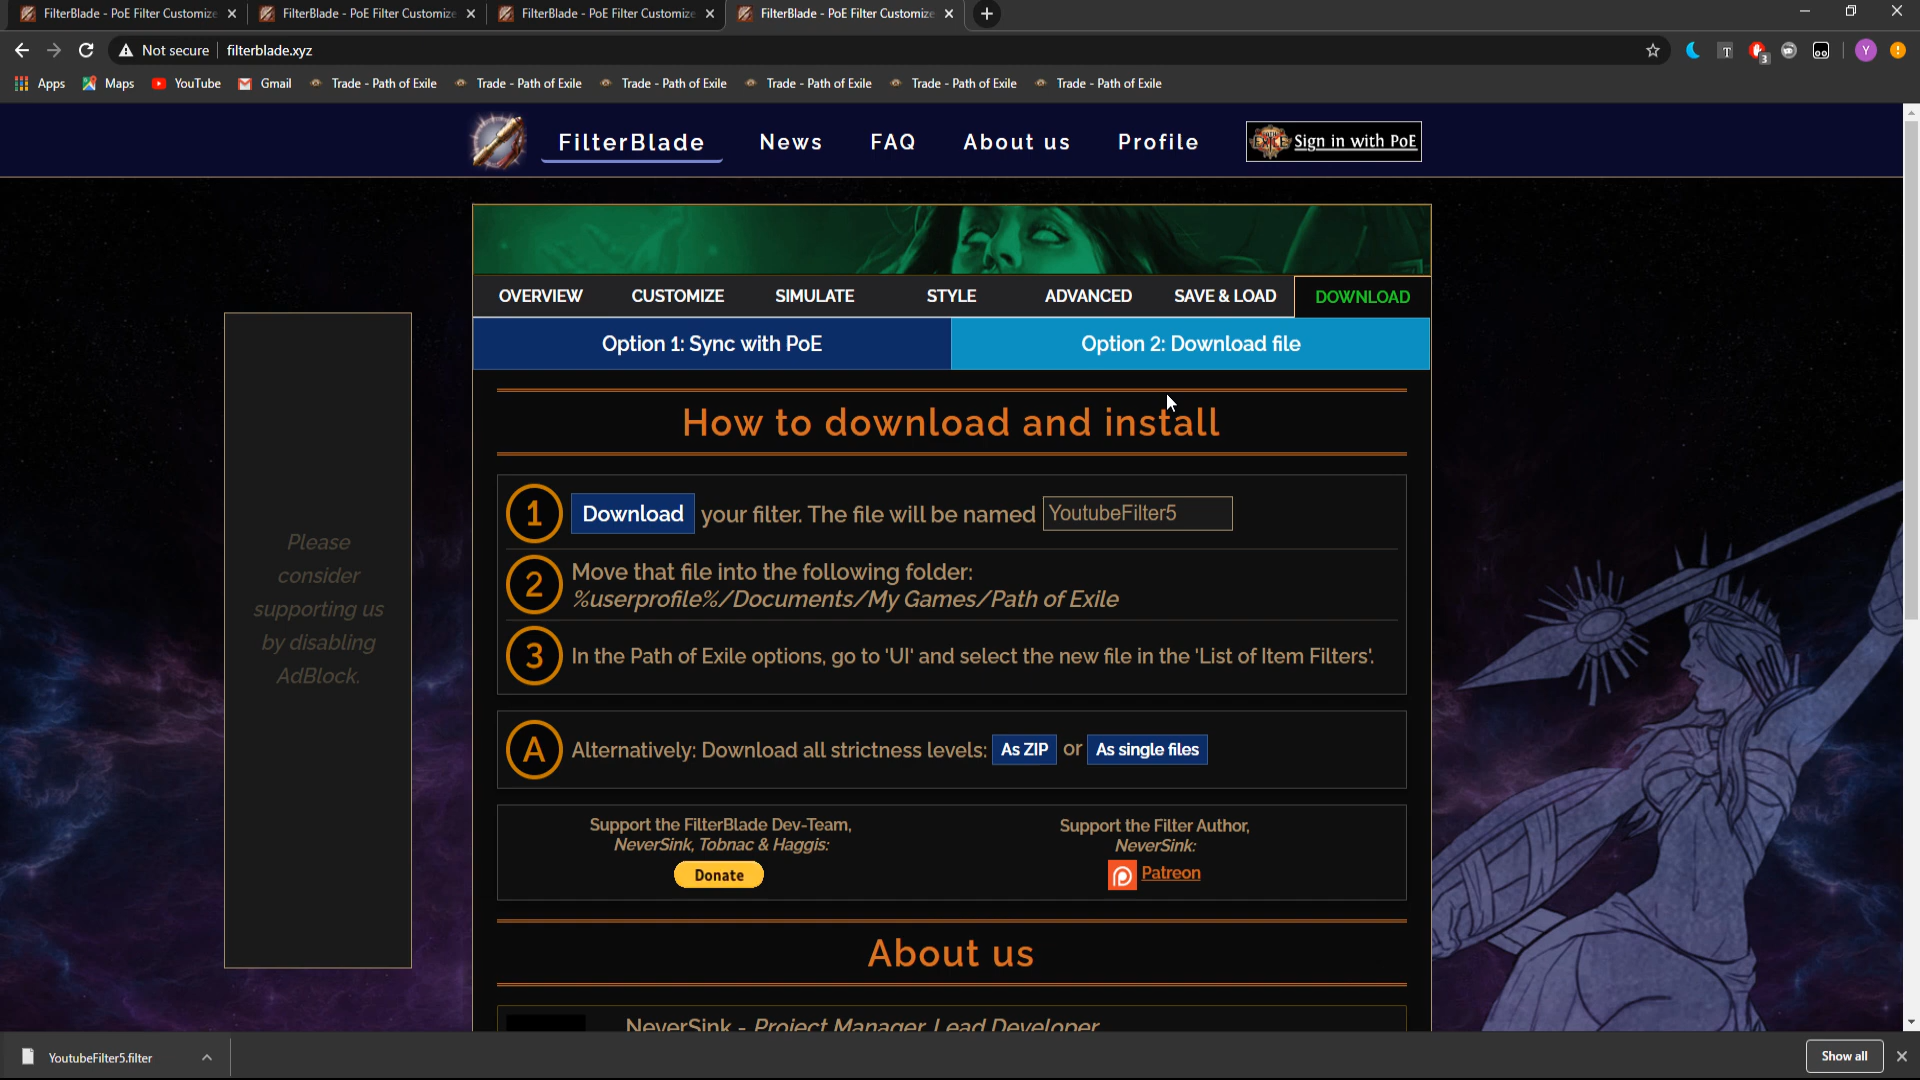 FilterBlade - PoE Filter Customize
FilterBlade - PoE Filter Customize
FilterBlade - PoE Filter Customize
FilterBlade - PoE Filter Customize
Not secure filterblade.xyz
T
3
Y
Apps
Maps
YouTube
Gmail
Trade - Path of Exile
Trade - Path of Exile
Trade - Path of Exile
Trade - Path of Exile
Trade - Path of Exile
Trade - Path of Exile
FilterBlade
News
FAQ
About us
Profile
EXILE
Sign in with PoE
OVERVIEW
CUSTOMIZE
SIMULATE
STYLE
ADVANCED
SAVE & LOAD
DOWNLOAD
Option 1: Sync with PoE
Option 2: Download file
How to download and install
1 Download your filter. The file will be named YoutubeFilter5
2 Move that file into the following folder:
%userprofile%/Documents/My Games/Path of Exile
3 In the Path of Exile options, go to 'UI' and select the new file in the 'List of Item Filters'.
A Alternatively: Download all strictness levels: As ZIP or As single files
Please
consider
supporting us
by disabling
AdBlock.
Support the FilterBlade Dev-Team,
NeverSink, Tobnac & Haggis:
Donate
Support the Filter Author,
NeverSink:
Patreon
About us
NeverSink - Project Manager, Lead Developer
YoutubeFilter5.filter
Show all